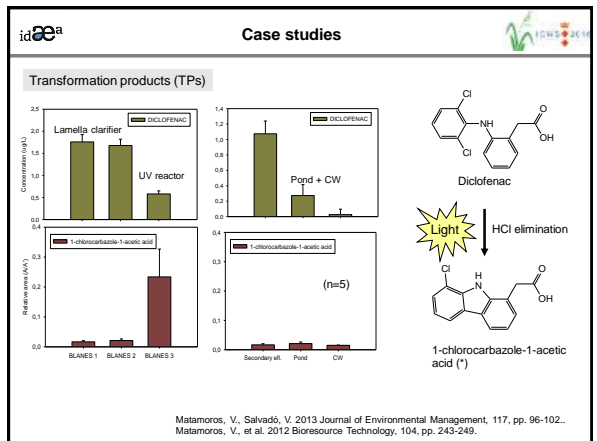 idæa
Case studies
ICWS 2016
Transformation products (TPs)
2,5
2,0
1,5
1,0
0,5
0,0
Concentration (ug/L)
Lamella clarifier
DICLOFENAC
UV reactor
1,4
1,2
1,0
0,8
0,6
0,4
0,2
0,0
DICLOFENAC
Pond + CW
Cl
NH
O
OH
Cl
Diclofenac
Light
HCl elimination
0,4
0,3
0,2
0,1
0,0
1-chlorocarbazole-1-acetic acid
BLANES 1 BLANES 2 BLANES 3
0,4
0,3
0,2
0,1
0,0
1-chlorocarbazole-1-acetic acid
(n=5)
Secondary efl. Pond CW
Cl
H
N
O
OH
1-chlorocarbazole-1-acetic
acid (*)
Matamoros, V., Salvadó, V. 2013 Journal of Environmental Management, 117, pp. 96-102..
Matamoros, V., et al. 2012 Bioresource Technology, 104, pp. 243-249.